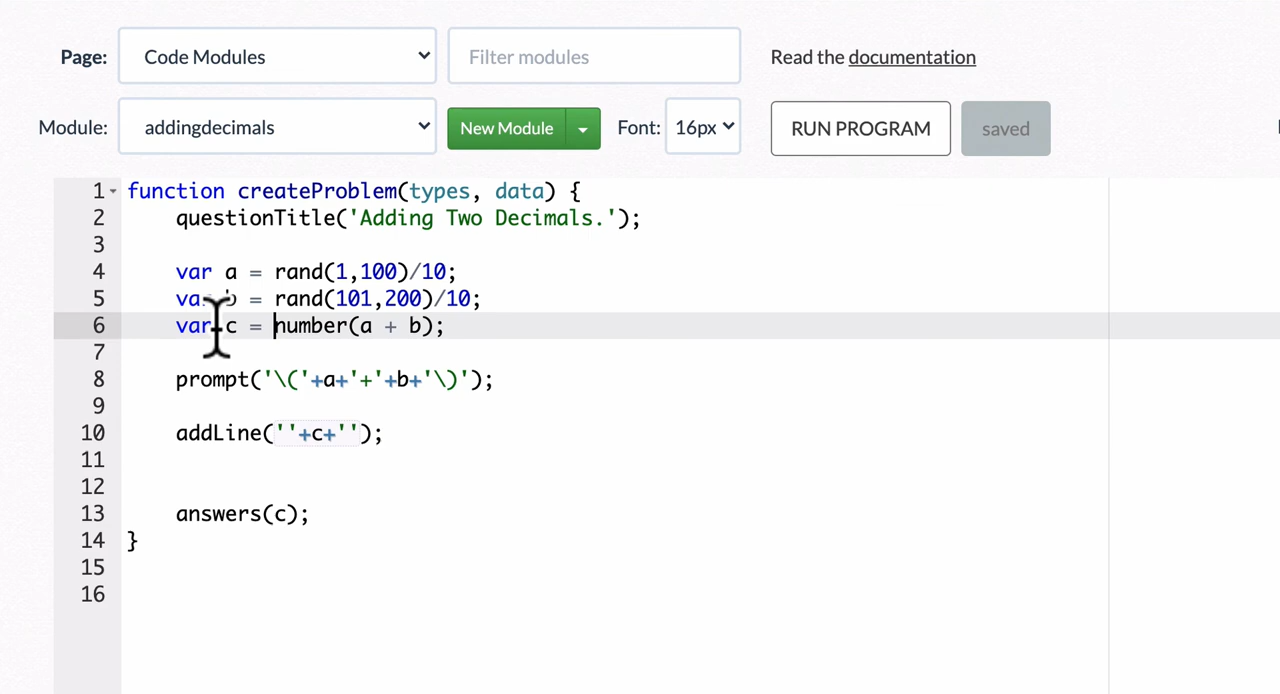 Page: Code Modules Filter modules Read the documentation
Module: addingdecimals New Module Font: 16px RUN PROGRAM saved
1 function createProblem(types, data) {
2 questionTitle('Adding Two Decimals.');
3
4 var a = rand(1,100)/10;
5 var b = rand(101,200)/10;
6 var c = number(a + b);
7
8 prompt('\('+a+'+'+b+'\)');
9
10 addLine(''+c+'');
11
12
13 answers(c);
14 }
15
16